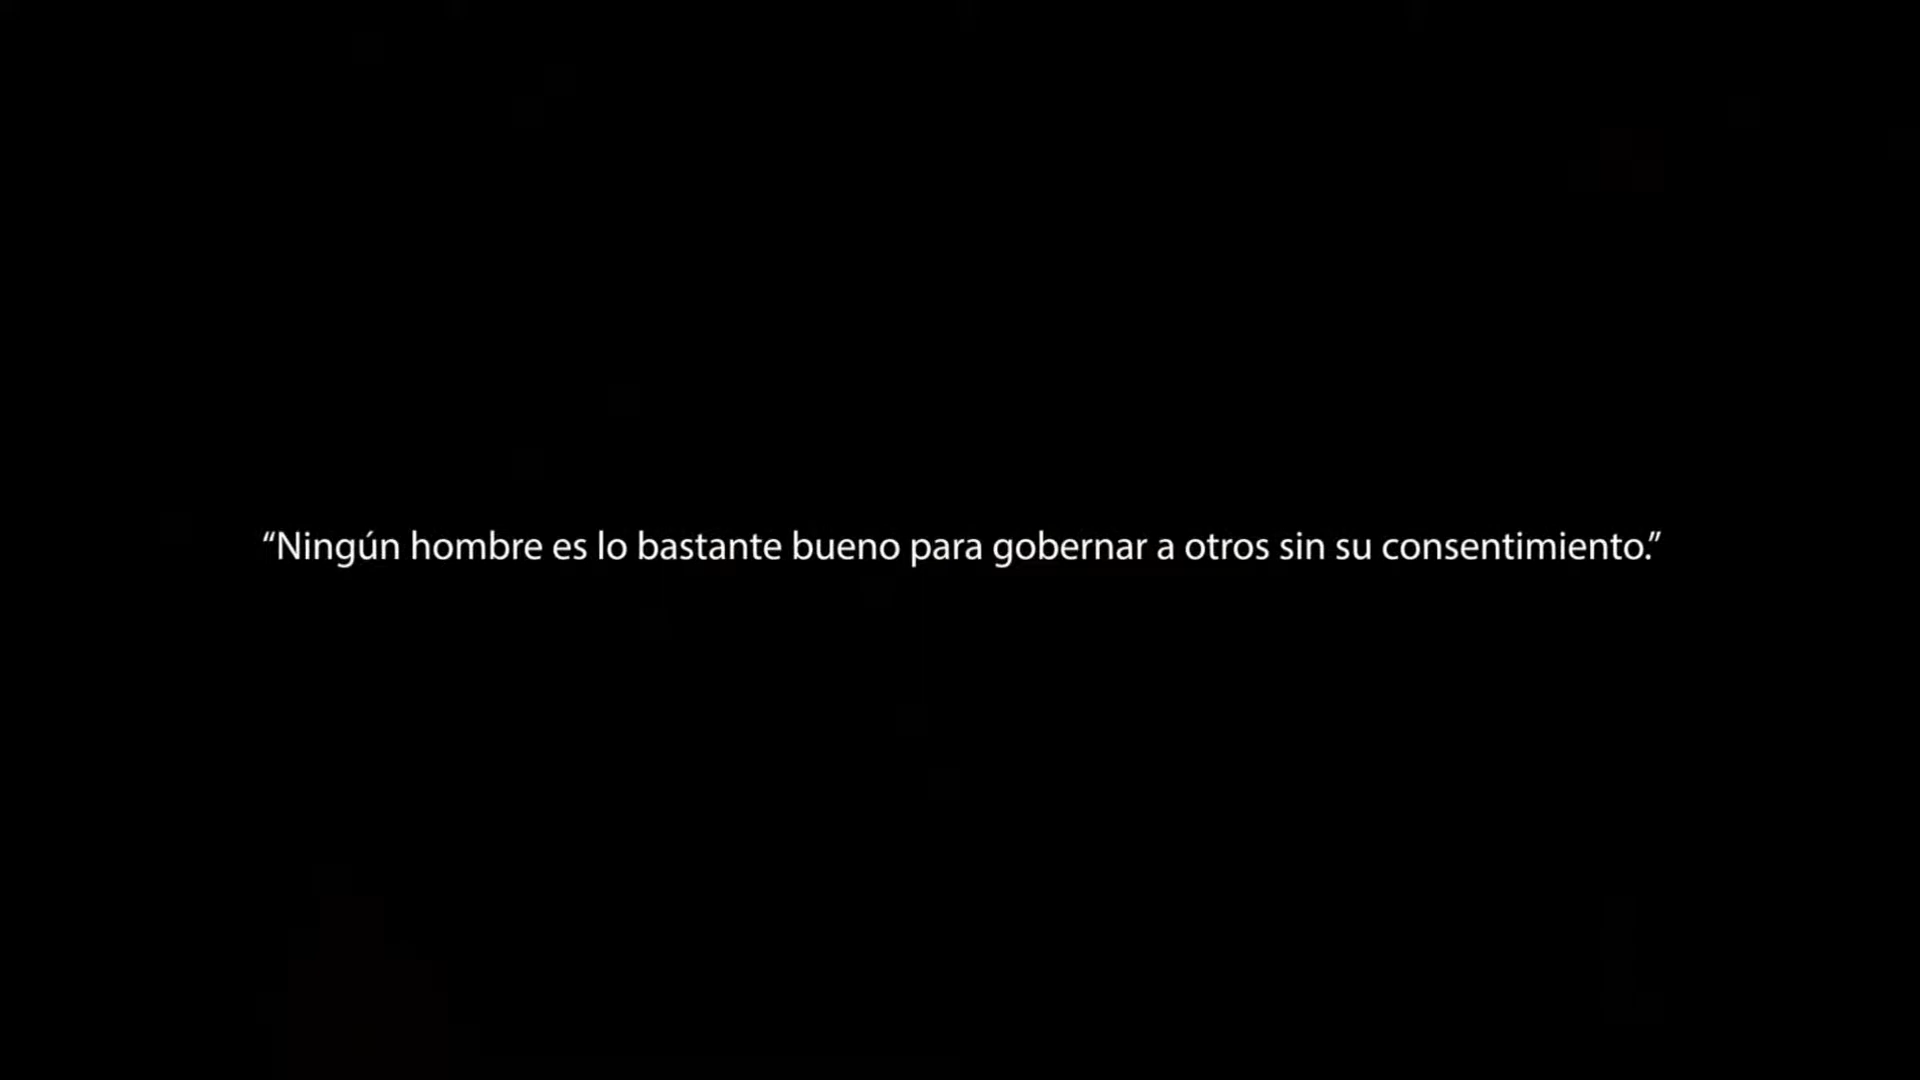 “Ningún hombre es lo bastante bueno para gobernar a otros sin su consentimiento.”